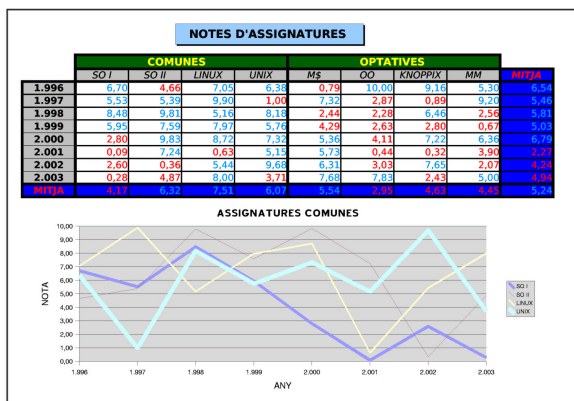 NOTES D'ASSIGNATURES
COMUNES OPTATIVES
SO I SO II LINUX UNIX M$ OO KNOPPIX MM MITJA
1.996 6,70 4,66 7,05 6,38 0,79 10,00 9,16 5,30 6,54
1.997 5,53 5,39 9,90 1,00 7,32 2,87 0,89 9,20 5,46
1.998 8,48 9,81 5,16 8,18 2,44 2,28 6,46 2,56 5,81
1.999 5,95 7,59 7,97 5,76 4,29 2,63 2,80 0,67 5,03
2.000 2,80 9,83 8,72 7,32 5,36 4,11 7,22 6,36 6,79
2.001 0,09 7,24 0,63 5,15 5,73 0,44 0,32 3,90 2,27
2.002 2,60 0,36 5,44 9,68 6,31 3,03 7,65 2,07 4,24
2.003 0,28 4,87 8,00 3,71 7,68 7,83 2,43 5,00 4,94
MITJA 4,17 6,32 7,51 6,07 5,54 2,95 4,63 4,45 5,24
ASSIGNATURES COMUNES
10,00
9,00
8,00
7,00
6,00
5,00
4,00
3,00
2,00
1,00
0,00
NOTA
1.996 1.997 1.998 1.999 2.000 2.001 2.002 2.003
ANY
SO I
SO II
LINUX
UNIX